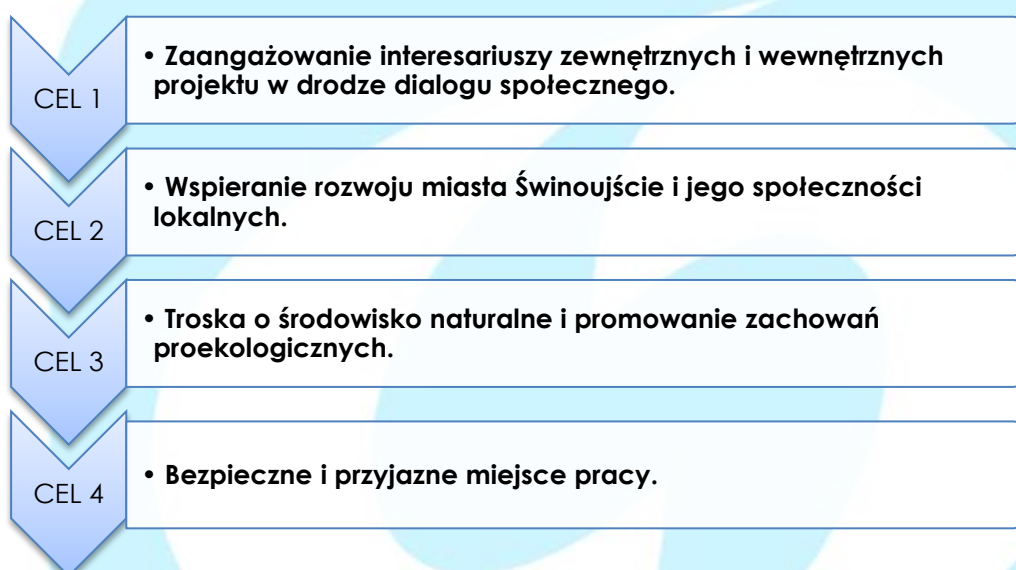 CEL 1
• Zaangażowanie interesariuszy zewnętrznych i wewnętrznych
projektu w drodze dialogu społecznego.
CEL 2
• Wspieranie rozwoju miasta Świnoujście i jego społeczności
lokalnych.
CEL 3
• Troska o środowisko naturalne i promowanie zachowań
proekologicznych.
CEL 4
• Bezpieczne i przyjazne miejsce pracy.